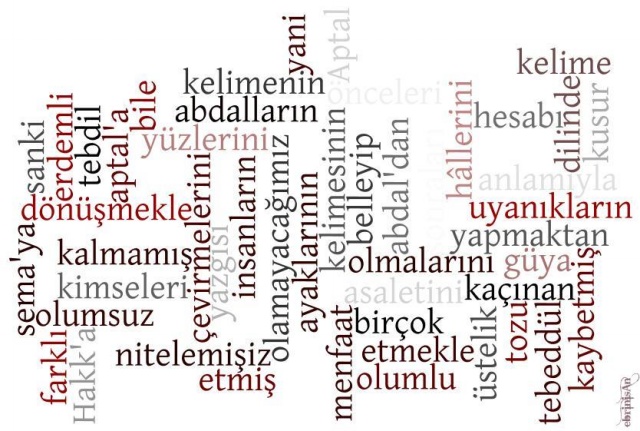 yani
Aptal
kelime
kelimenin
önceleri
bile
abdalların
hâllerini
hesabı
dilinde
kusur
sanki
erdemli
tebdil
aptal'a
yüzlerini
kelimesinin
belleyip
abdal'dan
anlamıyla
dönüşmekle
çevirmelerini
insanların
olamayacağımız
ayaklarının
uyanıkların
yapmaktan
sema'ya
kalmamış
yazgısı
olmalarını
güya
kimseleri
asaletini
kaçınan
olumsuz
menfaat
birçok
üstelik
tozu
tebeddül
kaybetmiş
farklı
Hakk'a
nitelemişiz
etmekle
etmiş
olumlu